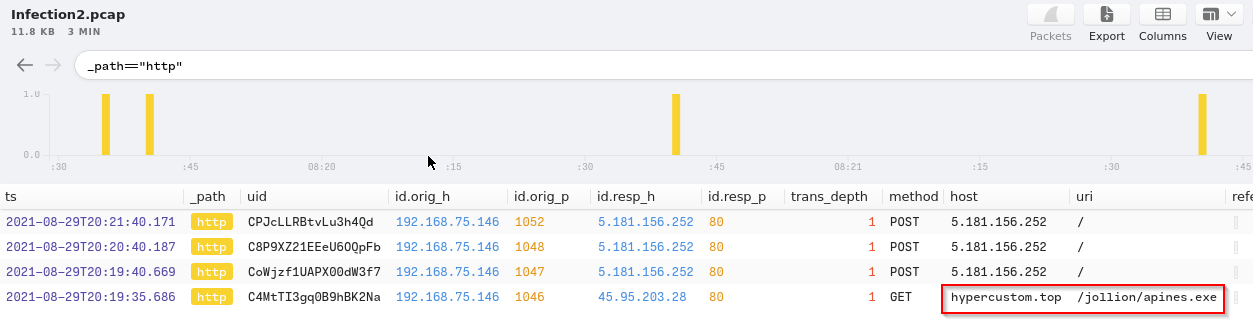 Infection2.pcap
11.8 KB 3 MIN
Packets Export Columns View
_path=="http"
1.0
0.0
:30 :45 08:20 :15 :30 :45 08:21 :15 :30 :45
ts _path uid id.orig_h id.orig_p id.resp_h id.resp_p trans_depth method host uri refe
2021-08-29T20:21:40.171 http CPJcLLRBtvLu3h4Qd 192.168.75.146 1052 5.181.156.252 80 1 POST 5.181.156.252 /
2021-08-29T20:20:40.187 http C8P9XZ21EEeU6OQpFb 192.168.75.146 1048 5.181.156.252 80 1 POST 5.181.156.252 /
2021-08-29T20:19:40.669 http CoWjzf1UAPX00dW3f7 192.168.75.146 1047 5.181.156.252 80 1 POST 5.181.156.252 /
2021-08-29T20:19:35.686 http C4MtTI3gq0B9hBK2Na 192.168.75.146 1046 45.95.203.28 80 1 GET hypercustom.top /jollion/apines.exe